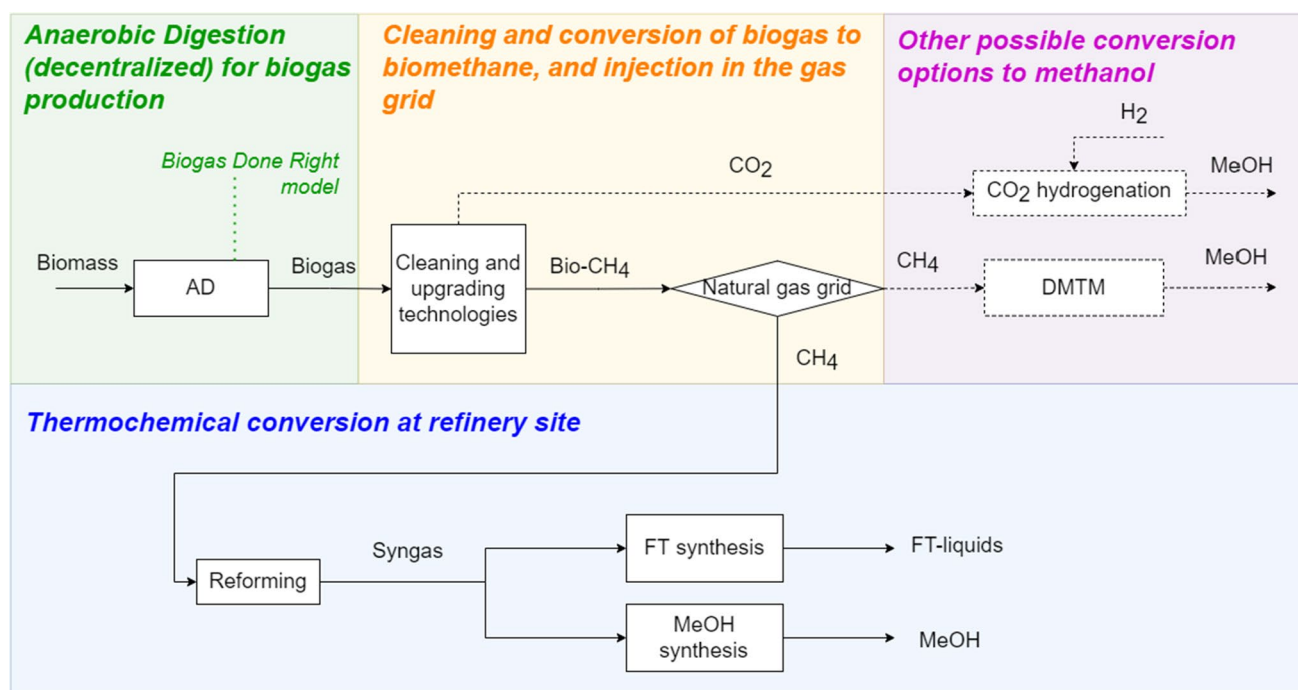 Anaerobic Digestion
(decentralized) for biogas
production
Cleaning and conversion of biogas to
biomethane, and injection in the gas
grid
Other possible conversion
options to methanol
Biogas Done Right
model
H2
CO2
CO2 hydrogenation
MeOH
Biomass
AD
Biogas
Cleaning and
upgrading
technologies
Bio-CH4
Natural gas grid
CH4
DMTM
MeOH
CH4
Thermochemical conversion at refinery site
Reforming
Syngas
FT synthesis
FT-liquids
MeOH
synthesis
MeOH